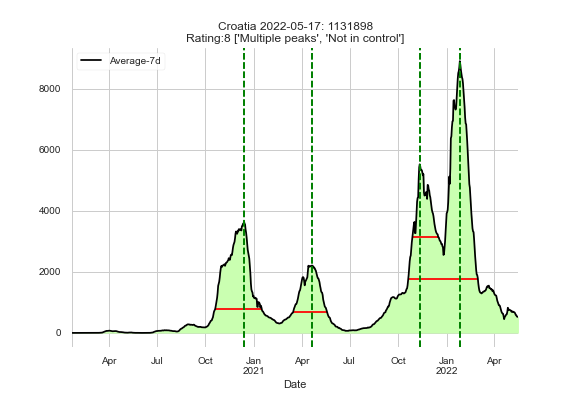 Croatia 2022-05-17: 1131898
Rating:8 ['Multiple peaks', 'Not in control']
Average-7d
8000
6000
4000
2000
0
Apr Jul Oct Jan Apr Jul Oct Jan Apr
2021 2022
Date